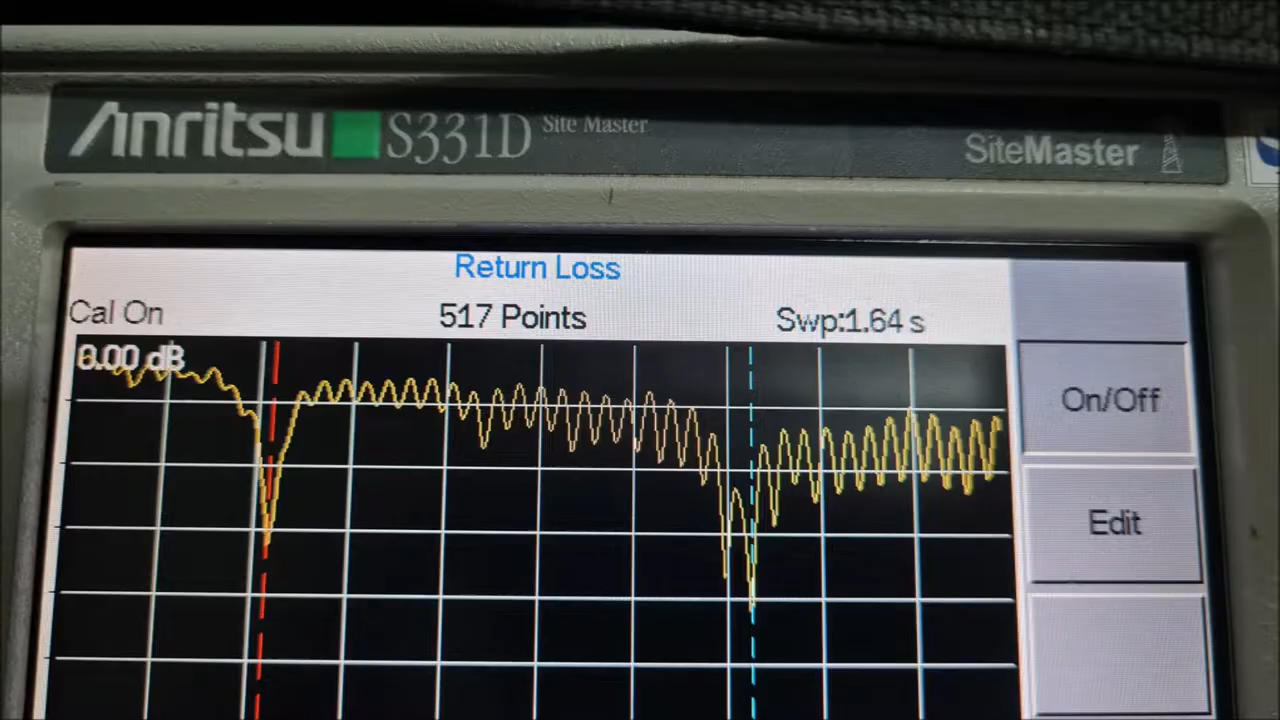 Anritsu S331D Site Master
SiteMaster
Return Loss
Cal On 517 Points Swp:1.64 s
0.00 dB
On/Off
Edit